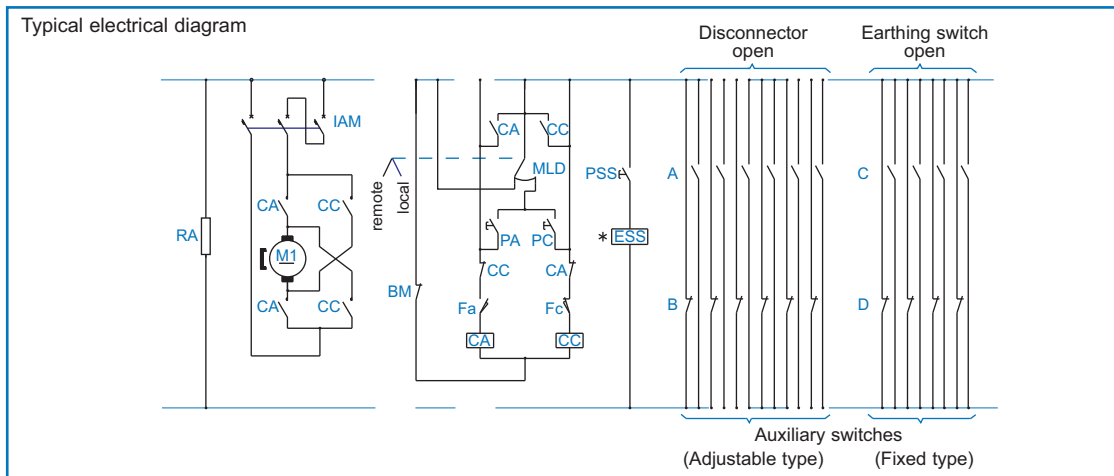 Typical electrical diagram
Disconnector
open
Earthing switch
open
IAM
CA
CC
MLD
remote
local
PSS
A
C
CA
CC
RA
M1
PA
PC
* ESS
CC
CA
BM
CA
CC
Fa
Fc
B
D
CA
CC
Auxiliary switches
(Adjustable type)
(Fixed type)